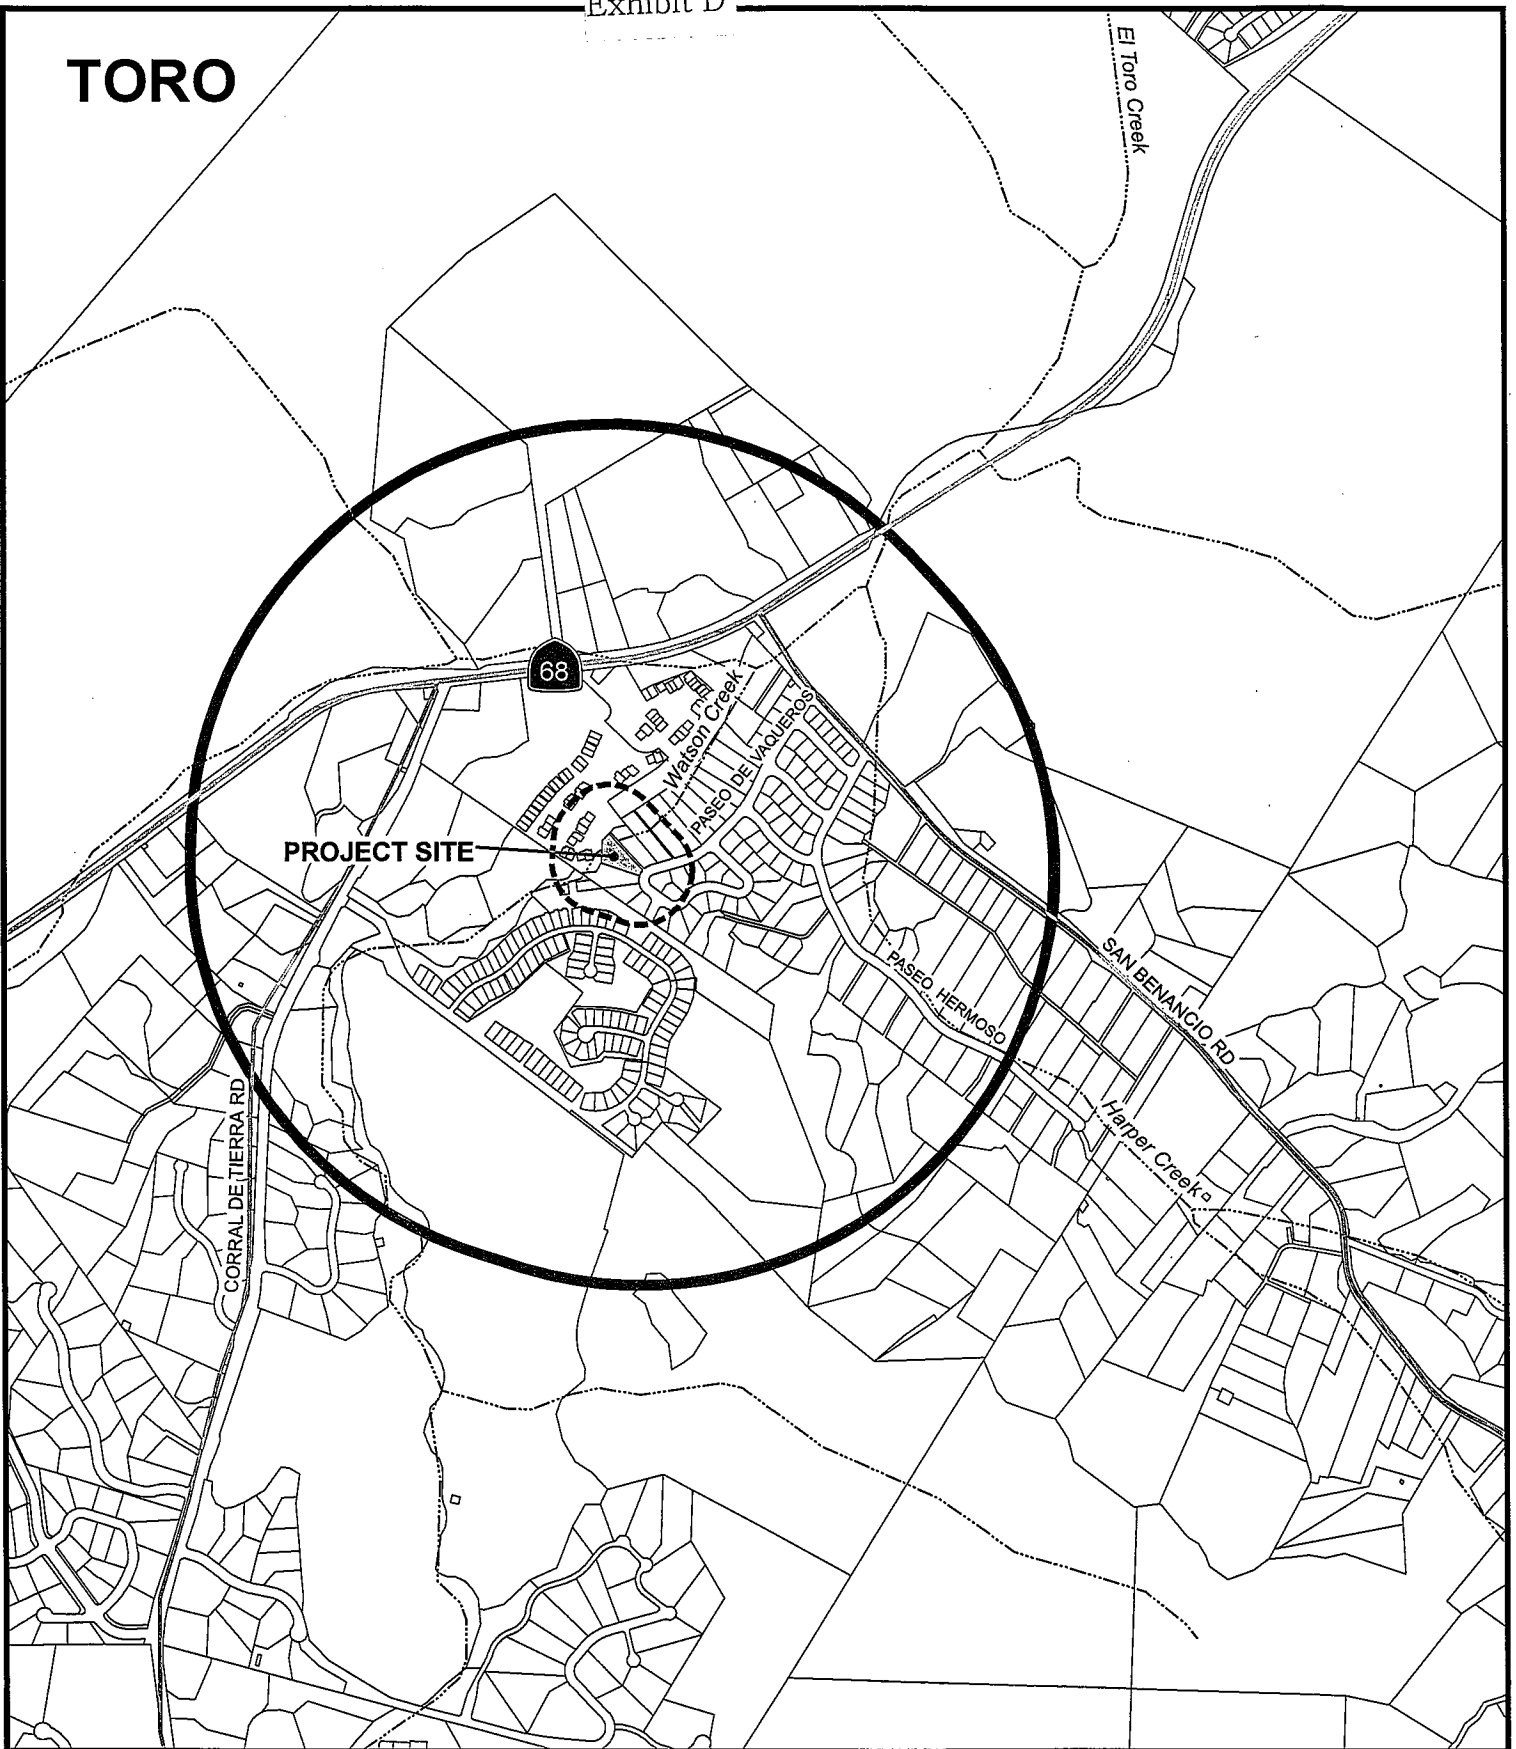 Exhibit D
TORO
El Toro Creek
68
Watson Creek
PASEO DE VAQUEROS
PROJECT SITE
PASEO HERMOSO
SAN BENANCIO RD
Harper Creek
CORRAL DE TIERRA RD